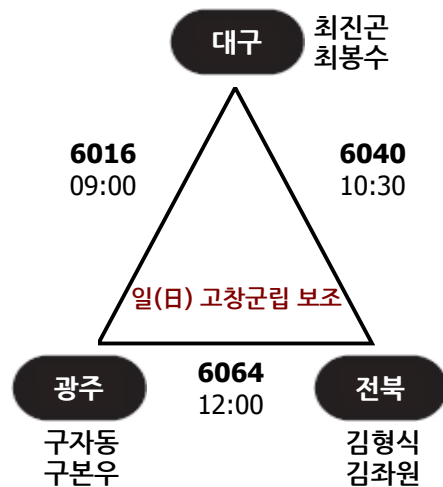 대구
최진곤
최봉수
6016
09:00
6040
10:30
일(日) 고창군립 보조
광주
6064
12:00
전북
구자동
구본우
김형식
김좌원